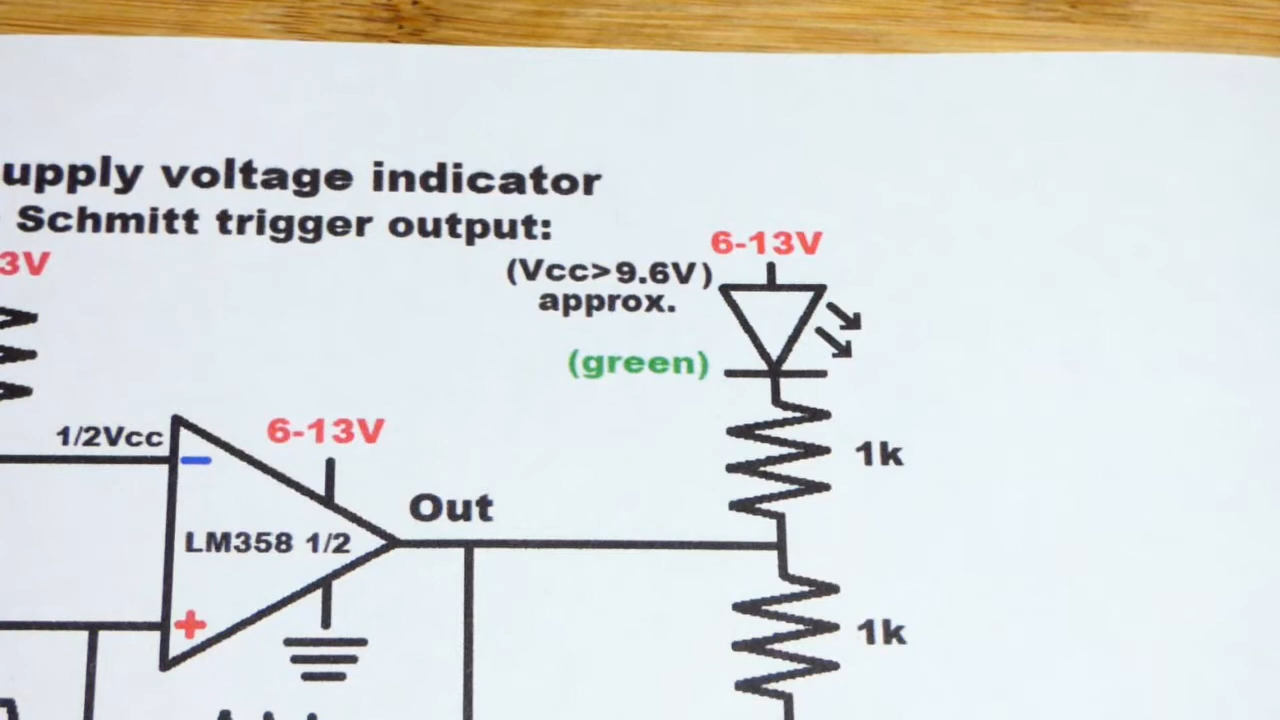 upply voltage indicator
Schmitt trigger output:
3V
6-13V
(Vcc>9.6V)
approx.
(green)
1/2Vcc
6-13V
1k
Out
LM358 1/2
1k